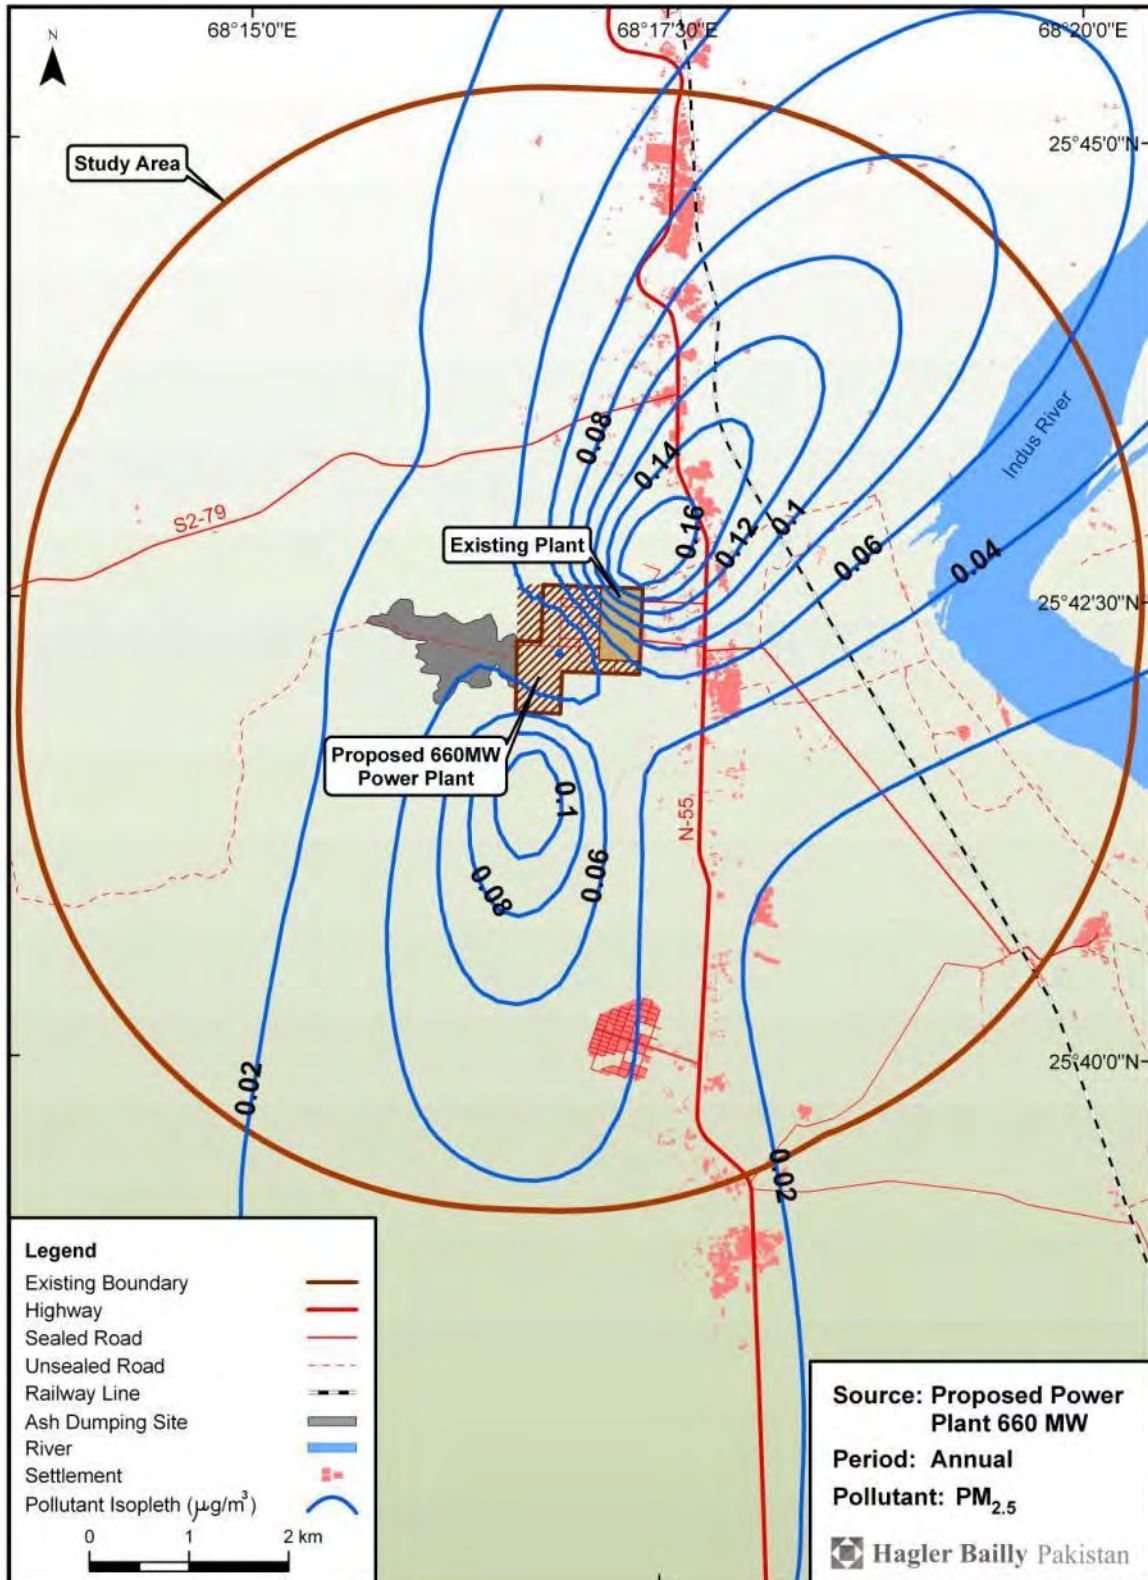 N
68°15'0"E
68°17'30"E
68°20'0"E
25°45'0"N
Study Area
Indus River
0.08
0.14
S2-79
0.16
0.12
0.1
Existing Plant
0.06
0.04
25°42'30"N
Proposed 660MW
Power Plant
0.1
N-55
0.08
0.06
25°40'0"N
0.02
0.02
Legend
Existing Boundary
Highway
Sealed Road
Unsealed Road
Railway Line
Ash Dumping Site
River
Settlement
Pollutant Isopleth (μg/m³)
0 1 2 km
Source: Proposed Power
Plant 660 MW
Period: Annual
Pollutant: PM₂.₅
Hagler Bailly Pakistan